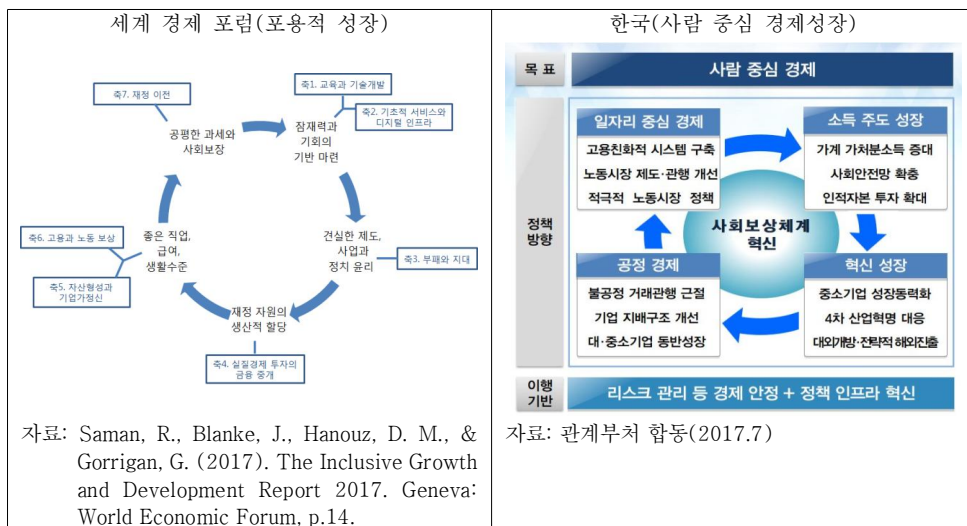 세계 경제 포럼(포용적 성장)
축7. 재정 이전
축1. 교육과 기술개발
축2. 기초적 서비스와
디지털 인프라
공평한 과세와
사회보장
잠재력과
기회의
기반 마련
축6. 고용과 노동 보상
좋은 직업,
급여,
생활수준
견실한 제도,
사업과
정치 윤리
축3. 부패와 지대
축5. 자산형성과
기업가정신
재정 자원의
생산적 할당
축4. 실질경제 투자의
금융 중개
자료: Saman, R., Blanke, J., Hanouz, D. M., &
Gorrigan, G. (2017). The Inclusive Growth
and Development Report 2017. Geneva:
World Economic Forum, p.14.
한국(사람 중심 경제성장)
목 표
사람 중심 경제
정책
방향
일자리 중심 경제
고용친화적 시스템 구축
노동시장 제도·관행 개선
적극적 노동시장 정책
소득 주도 성장
가계 가처분소득 증대
사회안전망 확충
인적자본 투자 확대
사회보상체계
혁신
공정 경제
불공정 거래관행 근절
기업 지배구조 개선
대·중소기업 동반성장
혁신 성장
중소기업 성장동력화
4차 산업혁명 대응
대외개방·전략적 해외진출
이행
기반
리스크 관리 등 경제 안정 + 정책 인프라 혁신
자료: 관계부처 합동(2017.7)